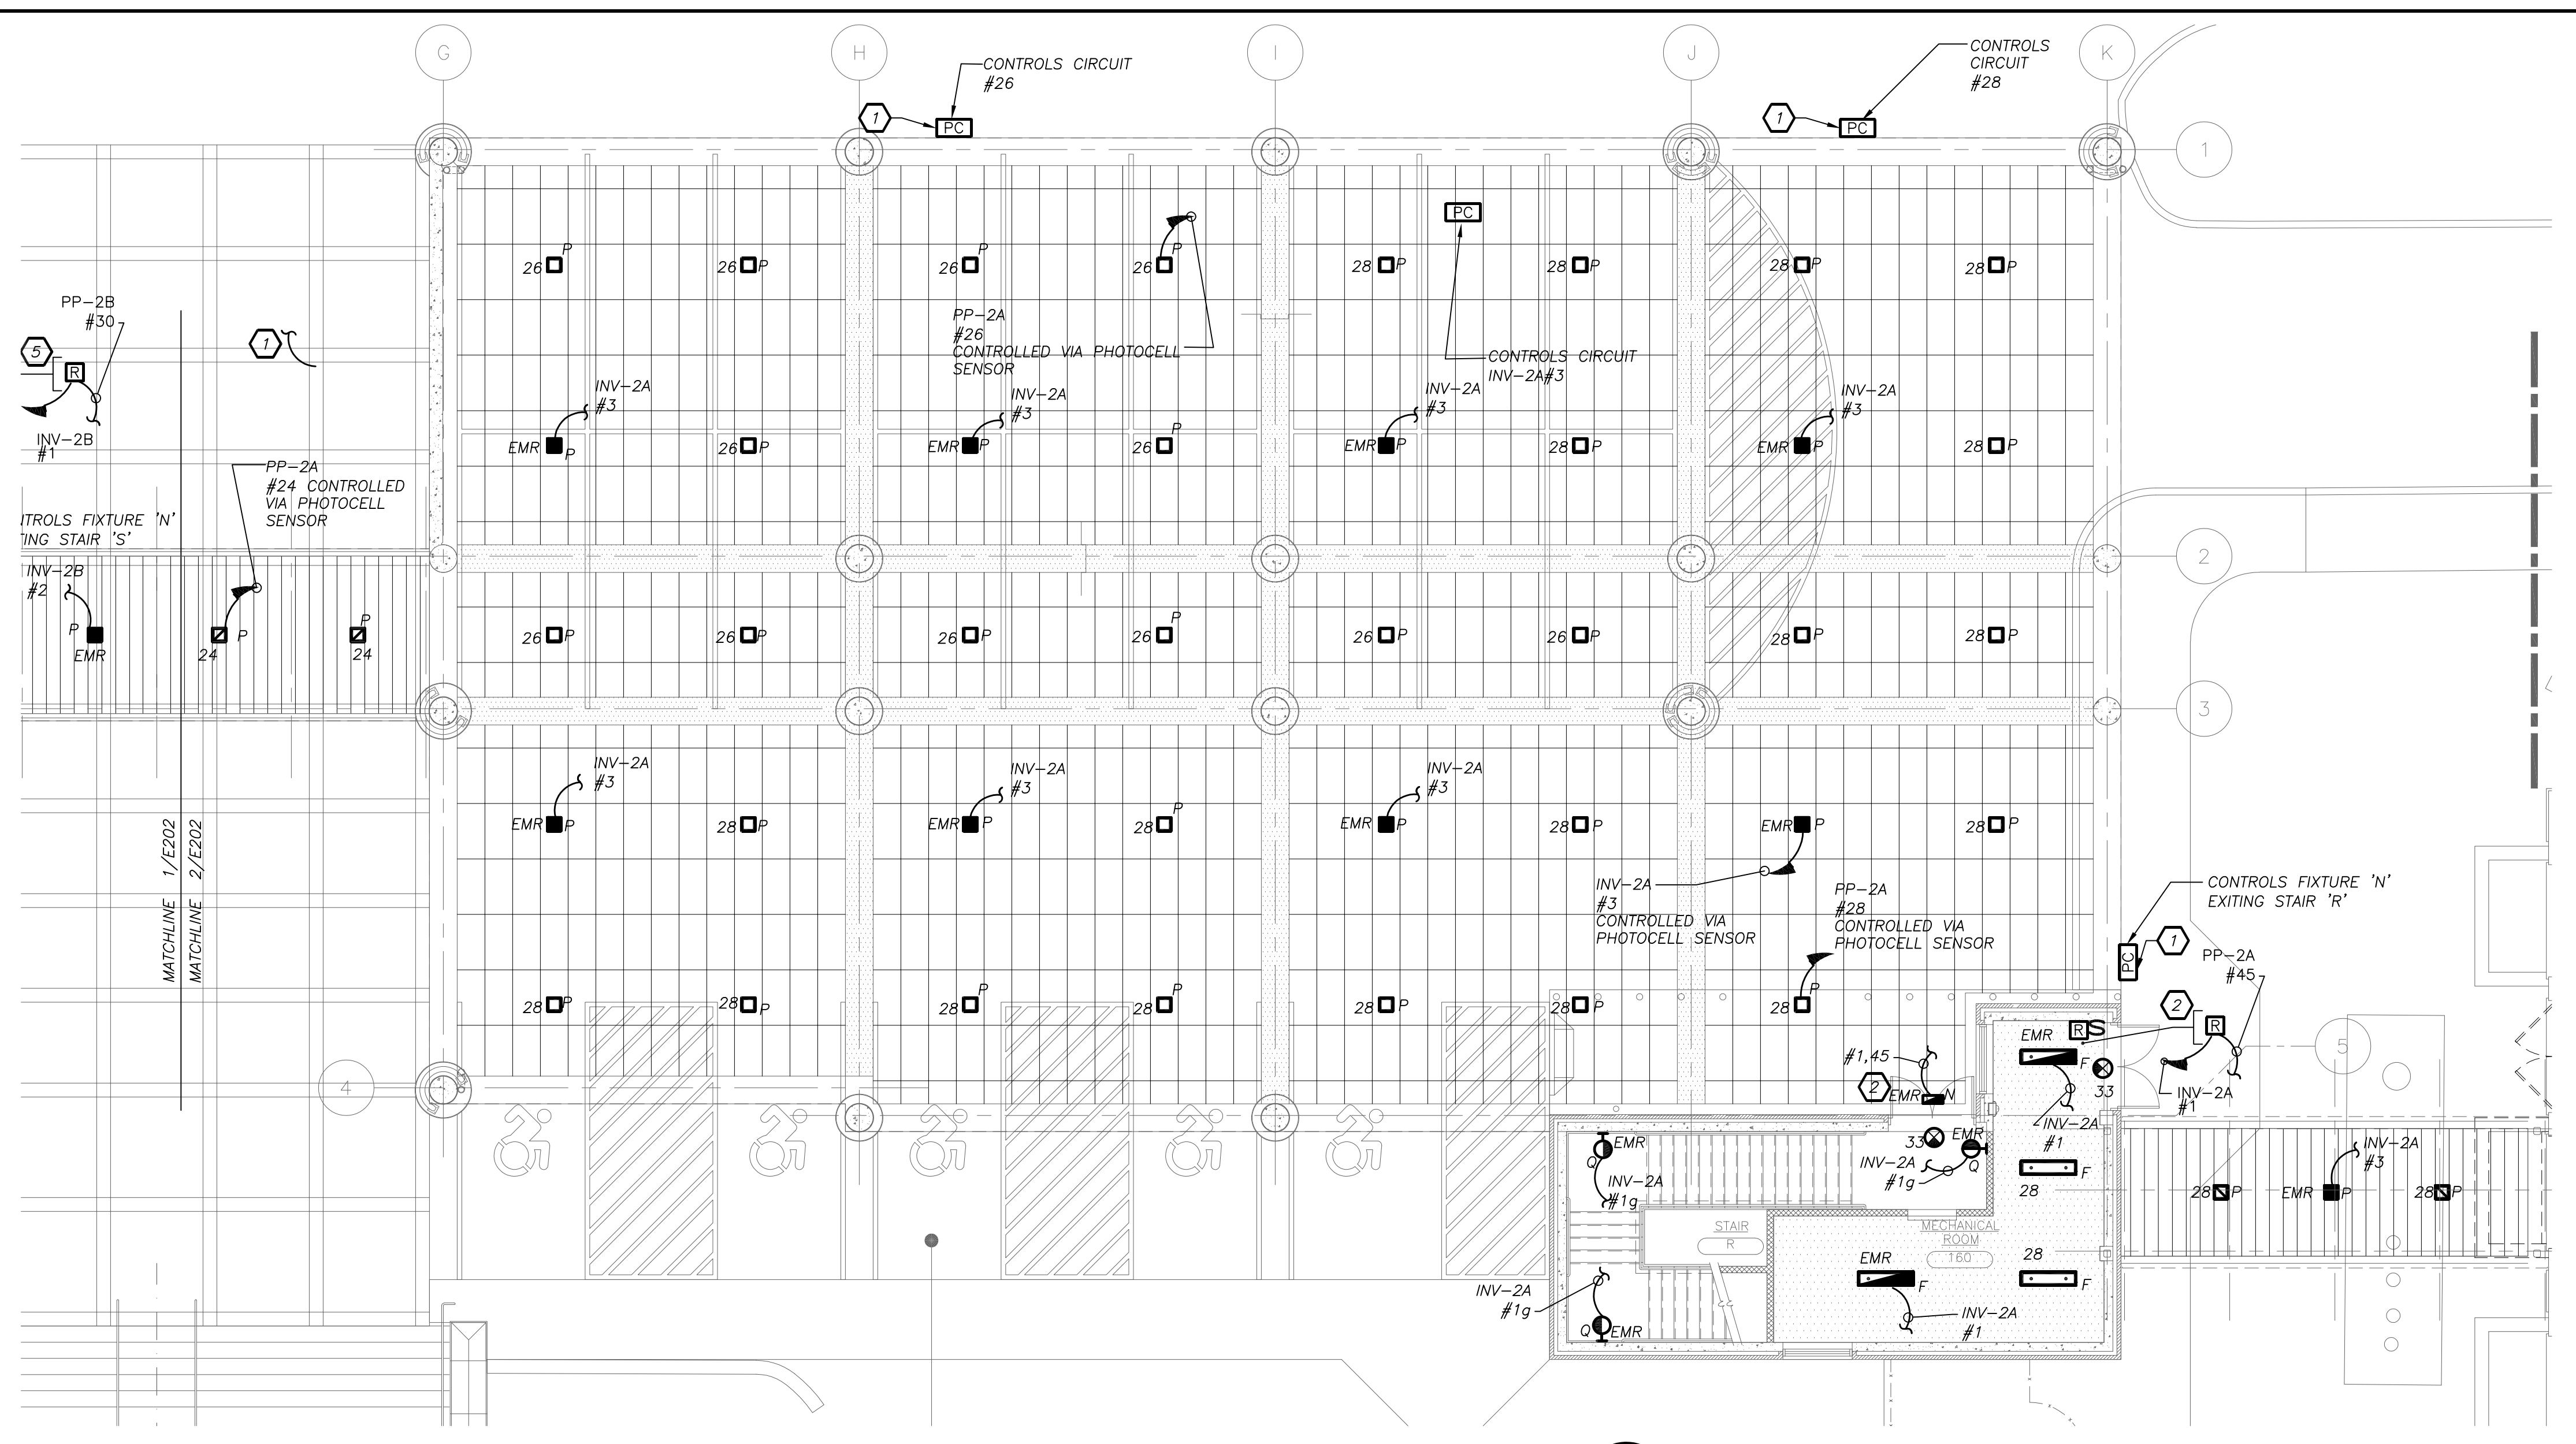 G
H
I
J
K
CONTROLS CIRCUIT
#26
CONTROLS
CIRCUIT
#28
1
PC
1
PC
1
PC
26
P
26
P
26
P
26
P
28
P
28
P
28
P
28
P
PP-2B
#30
5
R
1
INV-2B
#1
PP-2A
#26
CONTROLLED VIA PHOTOCELL
SENSOR
CONTROLS CIRCUIT
INV-2A#3
INV-2A
#3
INV-2A
#3
INV-2A
#3
INV-2A
#3
EMR
P
26
P
EMR
P
26
P
EMR
P
28
P
EMR
P
28
P
PP-2A
#24 CONTROLLED
VIA PHOTOCELL
SENSOR
NTROLS FIXTURE 'N'
TING STAIR 'S'
2
INV-2B
#2
P
EMR
24
P
P
24
26
P
26
P
26
P
26
P
26
P
26
P
28
P
28
P
3
INV-2A
#3
INV-2A
#3
INV-2A
#3
EMR
P
28
P
EMR
P
28
P
EMR
P
28
P
EMR
P
28
P
MATCHLINE 1/E202
MATCHLINE 2/E202
INV-2A
#3
CONTROLLED VIA
PHOTOCELL SENSOR
PP-2A
#28
CONTROLLED VIA
PHOTOCELL SENSOR
CONTROLS FIXTURE 'N'
EXITING STAIR 'R'
1
PC
PP-2A
#45
28
P
28
P
28
P
28
P
28
P
28
P
28
P
2
R
R S
EMR
F
33
INV-2A
#1
5
4
#1,45
2
EMR
N
INV-2A
#1
EMR
Q
INV-2A
#1g
33
EMR
Q
INV-2A
#1g
F
28
INV-2A
#3
28
P
EMR
P
28
P
STAIR
R
MECHANICAL
ROOM
160
28
F
EMR
F
INV-2A
#1
INV-2A
#1g
Q
EMR